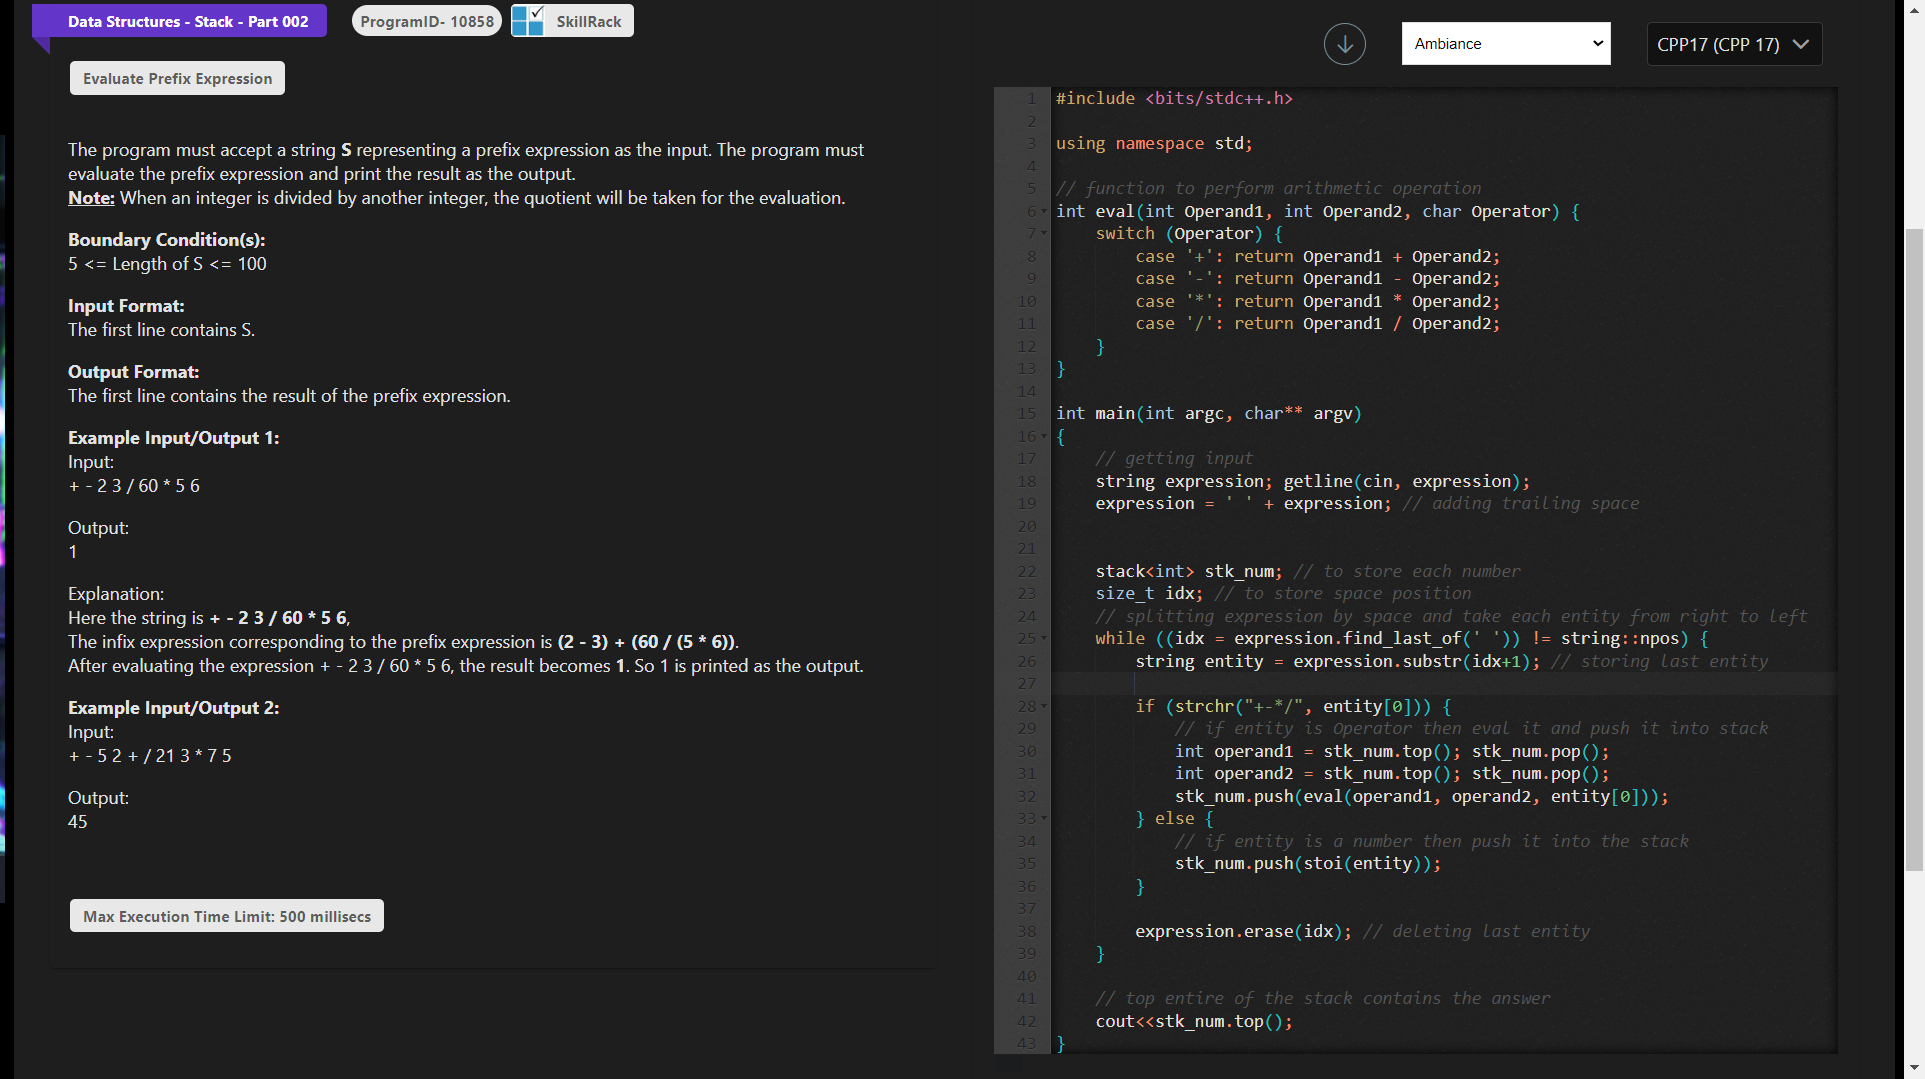 Data Structures - Stack - Part 002
ProgramID- 10858
SkillRack
Evaluate Prefix Expression
The program must accept a string S representing a prefix expression as the input. The program must
evaluate the prefix expression and print the result as the output.
Note: When an integer is divided by another integer, the quotient will be taken for the evaluation.
Boundary Condition(s):
5 <= Length of S <= 100
Input Format:
The first line contains S.
Output Format:
The first line contains the result of the prefix expression.
Example Input/Output 1:
Input:
+ - 2 3 / 60 * 5 6
Output:
1
Explanation:
Here the string is + - 2 3 / 60 * 5 6,
The infix expression corresponding to the prefix expression is (2 - 3) + (60 / (5 * 6)).
After evaluating the expression + - 2 3 / 60 * 5 6, the result becomes 1. So 1 is printed as the output.
Example Input/Output 2:
Input:
+ - 5 2 + / 21 3 * 7 5
Output:
45
Max Execution Time Limit: 500 millisecs
Ambiance
CPP17 (CPP 17)
1 #include <bits/stdc++.h>
2
3 using namespace std;
4
5 // function to perform arithmetic operation
6 int eval(int Operand1, int Operand2, char Operator) {
7     switch (Operator) {
8         case '+': return Operand1 + Operand2;
9         case '-': return Operand1 - Operand2;
10         case '*': return Operand1 * Operand2;
11         case '/': return Operand1 / Operand2;
12     }
13 }
14
15 int main(int argc, char** argv)
16 {
17     // getting input
18     string expression; getline(cin, expression);
19     expression = ' ' + expression; // adding trailing space
20
21
22     stack<int> stk_num; // to store each number
23     size_t idx; // to store space position
24     // splitting expression by space and take each entity from right to left
25     while ((idx = expression.find_last_of(' ')) != string::npos) {
26         string entity = expression.substr(idx+1); // storing last entity
27
28         if (strchr("+-*/", entity[0])) {
29             // if entity is Operator then eval it and push it into stack
30             int operand1 = stk_num.top(); stk_num.pop();
31             int operand2 = stk_num.top(); stk_num.pop();
32             stk_num.push(eval(operand1, operand2, entity[0]));
33         } else {
34             // if entity is a number then push it into the stack
35             stk_num.push(stoi(entity));
36         }
37
38         expression.erase(idx); // deleting last entity
39     }
40
41     // top entire of the stack contains the answer
42     cout<<stk_num.top();
43 }